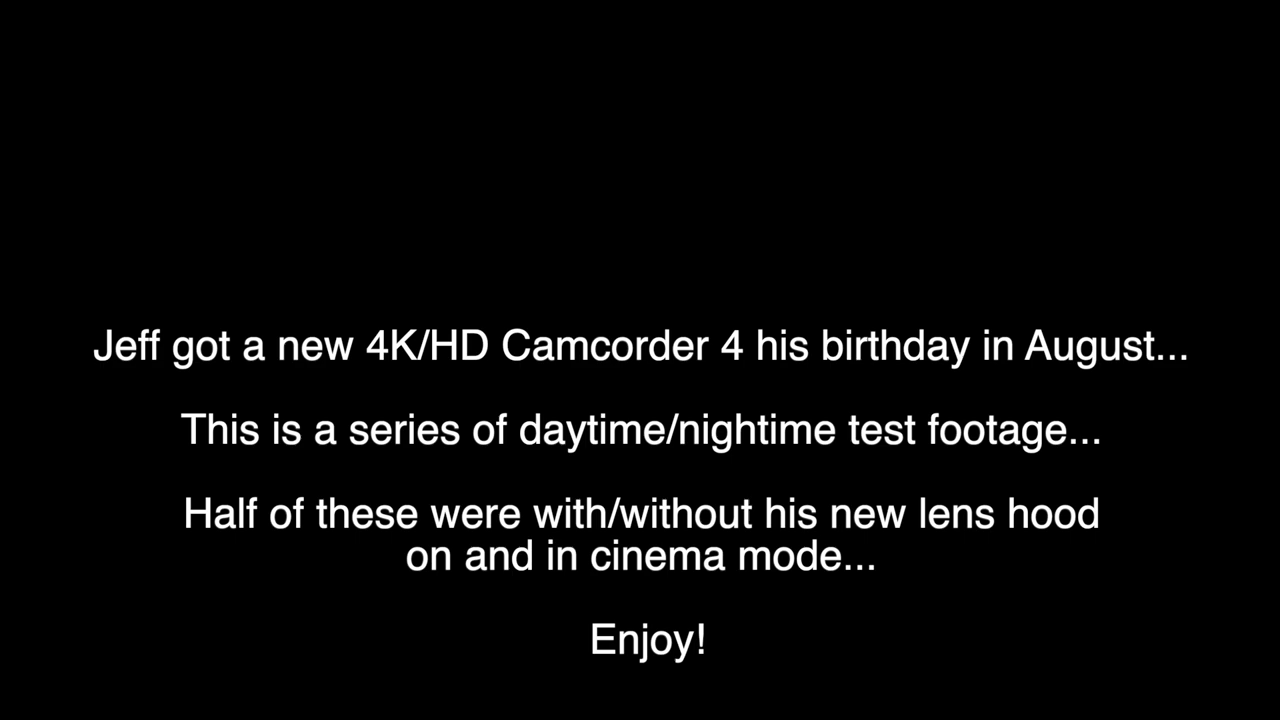 Jeff got a new 4K/HD Camcorder 4 his birthday in August...
This is a series of daytime/nightime test footage...
Half of these were with/without his new lens hood
on and in cinema mode...
Enjoy!